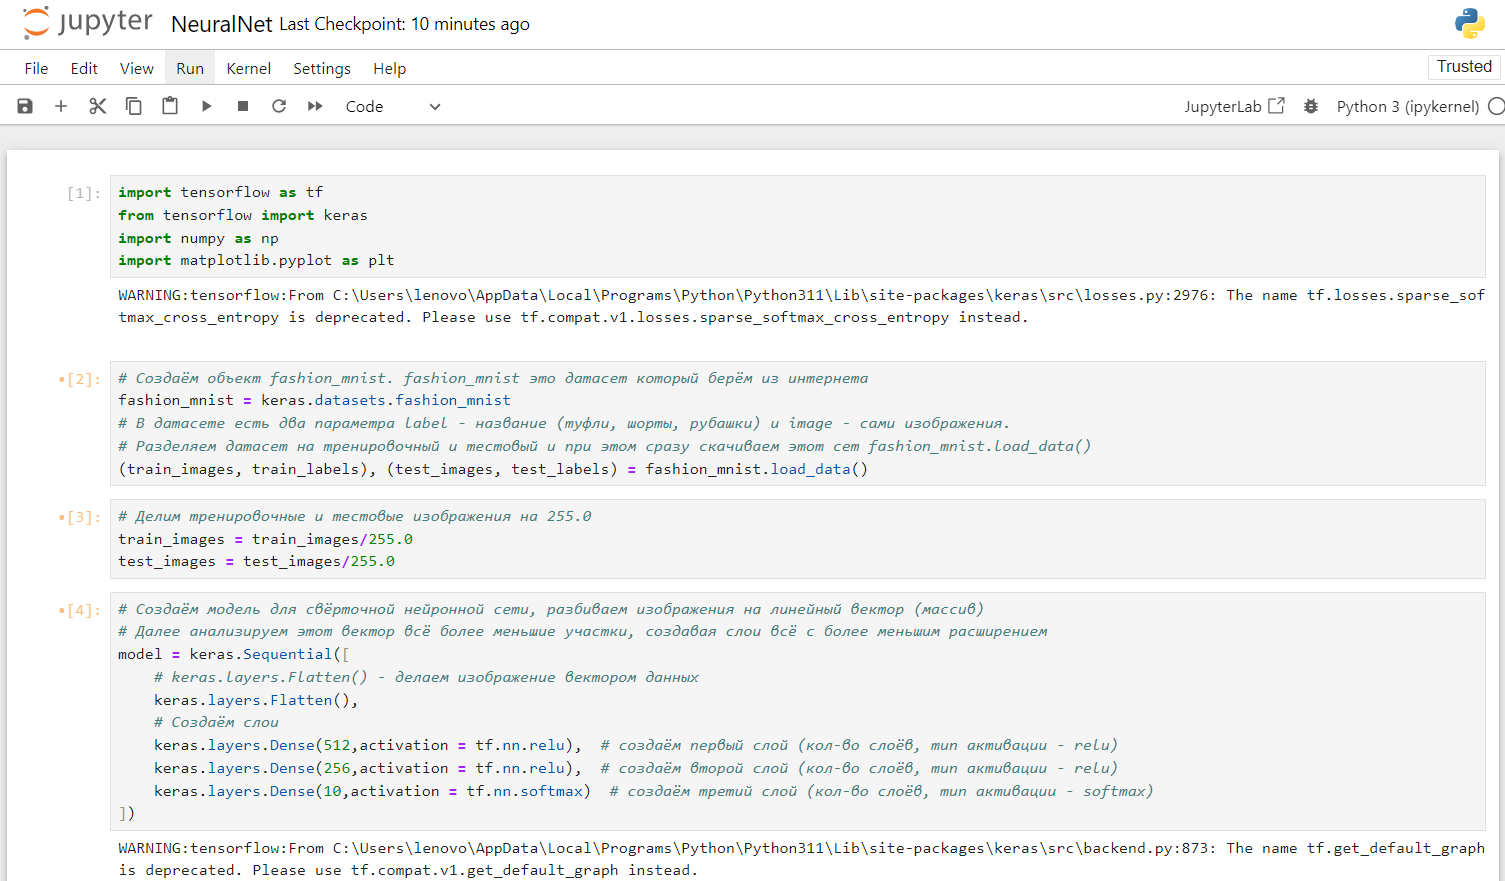 jupyter NeuralNet Last Checkpoint: 10 minutes ago
File Edit View Run Kernel Settings Help Trusted
Code JupyterLab Python 3 (ipykernel)
[1]: import tensorflow as tf
from tensorflow import keras
import numpy as np
import matplotlib.pyplot as plt
WARNING:tensorflow:From C:\Users\lenovo\AppData\Local\Programs\Python\Python311\Lib\site-packages\keras\src\losses.py:2976: The name tf.losses.sparse_sof
tmax_cross_entropy is deprecated. Please use tf.compat.v1.losses.sparse_softmax_cross_entropy instead.
•[2]: # Создаём объект fashion_mnist. fashion_mnist это датасет который берём из интернета
fashion_mnist = keras.datasets.fashion_mnist
# В датасете есть два параметра label - название (туфли, шорты, рубашки) и image - сами изображения.
# Разделяем датасет на тренировочный и тестовый и при этом сразу скачиваем этот сет fashion_mnist.load_data()
(train_images, train_labels), (test_images, test_labels) = fashion_mnist.load_data()
•[3]: # Делим тренировочные и тестовые изображения на 255.0
train_images = train_images/255.0
test_images = test_images/255.0
•[4]: # Создаём модель для свёрточной нейронной сети, разбиваем изображения на линейный вектор (массив)
# Далее анализируем этот вектор всё более меньшие участки, создавая слои всё с более меньшим расширением
model = keras.Sequential([
# keras.layers.Flatten() - делаем изображение вектором данных
keras.layers.Flatten(),
# Создаём слои
keras.layers.Dense(512,activation = tf.nn.relu), # создаём первый слой (кол-во слоёв, тип активации - relu)
keras.layers.Dense(256,activation = tf.nn.relu), # создаём второй слой (кол-во слоёв, тип активации - relu)
keras.layers.Dense(10,activation = tf.nn.softmax) # создаём третий слой (кол-во слоёв, тип активации - softmax)
])
WARNING:tensorflow:From C:\Users\lenovo\AppData\Local\Programs\Python\Python311\Lib\site-packages\keras\src\backend.py:873: The name tf.get_default_graph
is deprecated. Please use tf.compat.v1.get_default_graph instead.